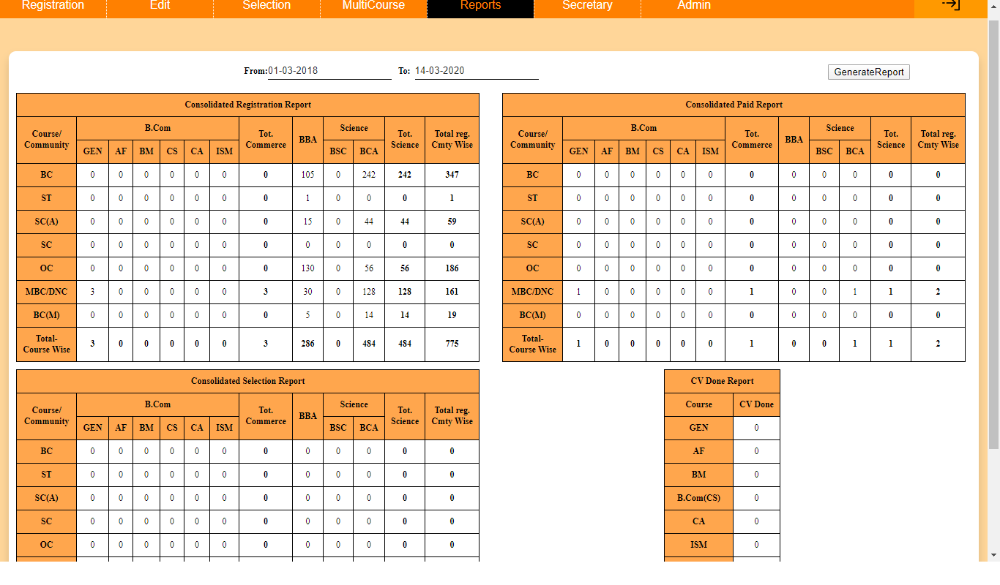 Registration Edit Selection MultiCourse Reports Secretary Admin
From:01-03-2018 To: 14-03-2020 GenerateReport
Consolidated Registration Report
Course/ Community B.Com Tot. Commerce BBA Science Tot. Science Total reg. Cmty Wise
GEN AF BM CS CA ISM BSC BCA
BC 0 0 0 0 0 0 0 105 0 242 242 347
ST 0 0 0 0 0 0 0 1 0 0 0 1
SC(A) 0 0 0 0 0 0 0 15 0 44 44 59
SC 0 0 0 0 0 0 0 0 0 0 0 0
OC 0 0 0 0 0 0 0 130 0 56 56 186
MBC/DNC 3 0 0 0 0 0 3 30 0 128 128 161
BC(M) 0 0 0 0 0 0 0 5 0 14 14 19
Total- Course Wise 3 0 0 0 0 0 3 286 0 484 484 775
Consolidated Paid Report
Course/ Community B.Com Tot. Commerce BBA Science Tot. Science Total reg. Cmty Wise
GEN AF BM CS CA ISM BSC BCA
BC 0 0 0 0 0 0 0 0 0 0 0 0
ST 0 0 0 0 0 0 0 0 0 0 0 0
SC(A) 0 0 0 0 0 0 0 0 0 0 0 0
SC 0 0 0 0 0 0 0 0 0 0 0 0
OC 0 0 0 0 0 0 0 0 0 0 0 0
MBC/DNC 1 0 0 0 0 0 1 0 0 1 1 2
BC(M) 0 0 0 0 0 0 0 0 0 0 0 0
Total- Course Wise 1 0 0 0 0 0 1 0 0 1 1 2
Consolidated Selection Report
Course/ Community B.Com Tot. Commerce BBA Science Tot. Science Total reg. Cmty Wise
GEN AF BM CS CA ISM BSC BCA
BC 0 0 0 0 0 0 0 0 0 0 0 0
ST 0 0 0 0 0 0 0 0 0 0 0 0
SC(A) 0 0 0 0 0 0 0 0 0 0 0 0
SC 0 0 0 0 0 0 0 0 0 0 0 0
OC 0 0 0 0 0 0 0 0 0 0 0 0
CV Done Report
Course CV Done
GEN 0
AF 0
BM 0
B.Com(CS) 0
CA 0
ISM 0